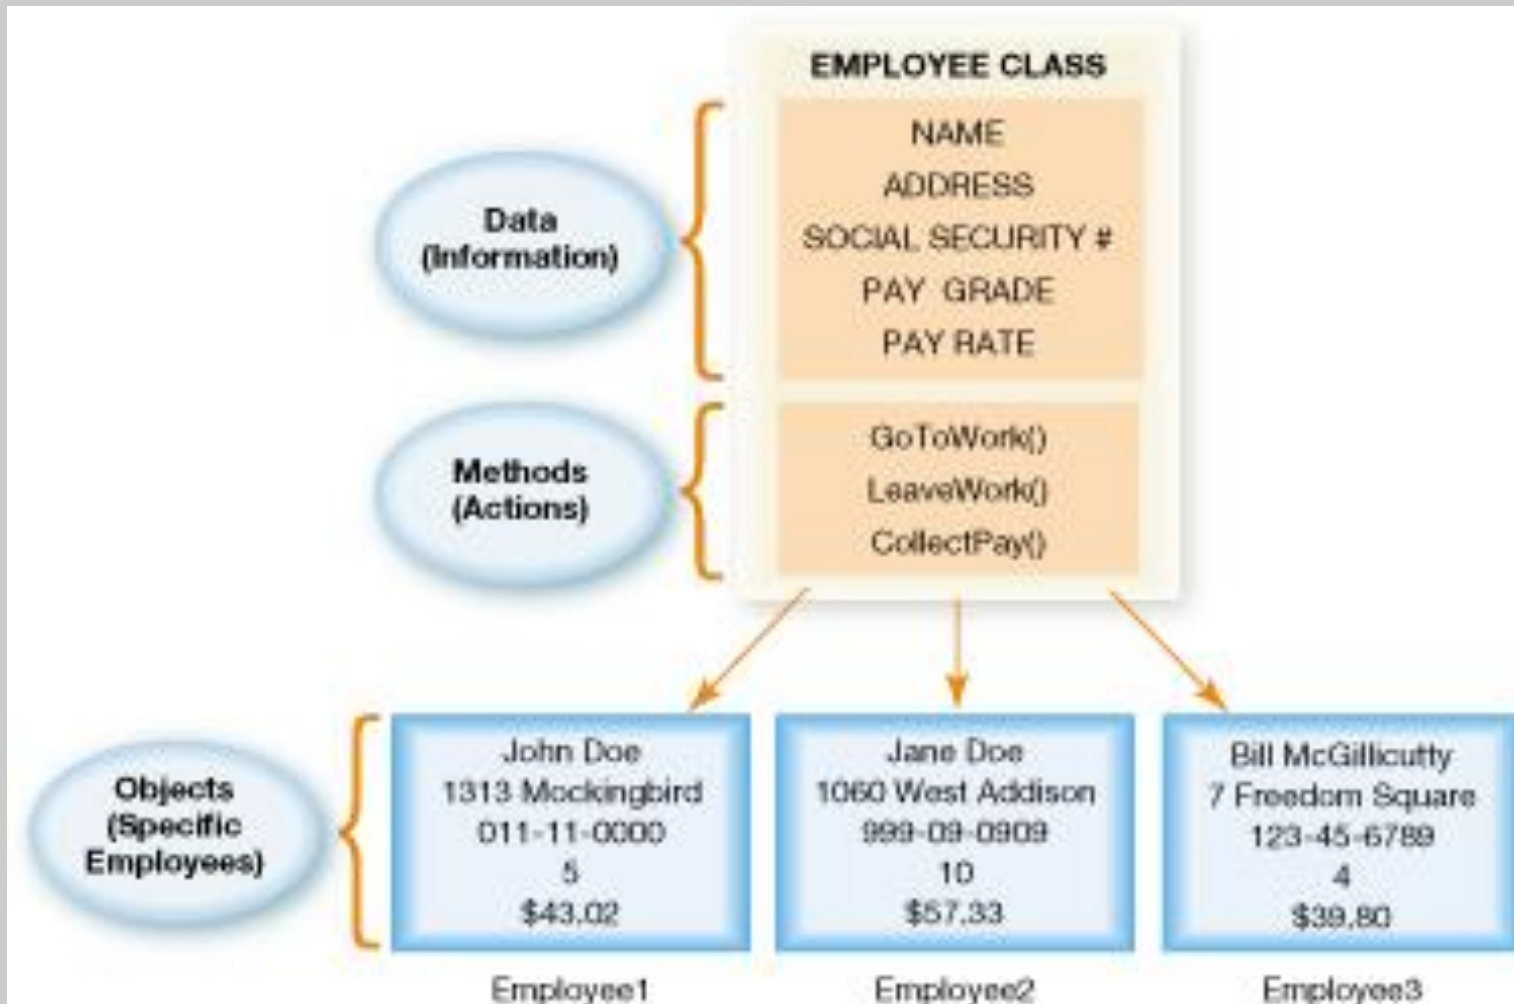 EMPLOYEE CLASS
NAME
ADDRESS
SOCIAL SECURITY #
PAY GRADE
PAY RATE
Data
(Information)
GoToWork()
LeaveWork()
CollectPay()
Methods
(Actions)
Objects
(Specific
Employees)
John Doe
1313 Mockingbird
011-11-0000
5
$43.02
Employee1
Jane Doe
1060 West Addison
999-09-0909
10
$57.33
Employee2
Bill McGillicutty
7 Freedom Square
123-45-6789
4
$39.80
Employee3